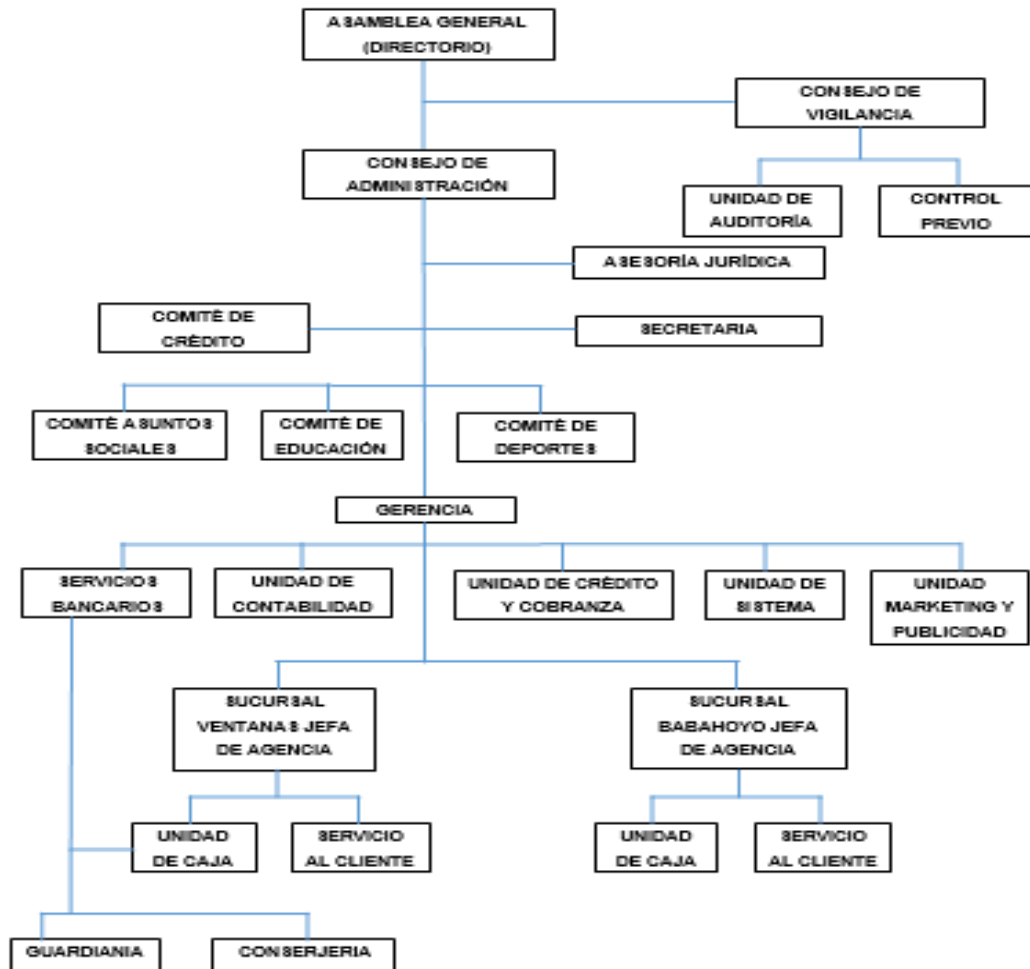 ASAMBLEA GENERAL
(DIRECTORIO)
CONSEJO DE
VIGILANCIA
CONSEJO DE
ADMINISTRACIÓN
UNIDAD DE
AUDITORÍA
CONTROL
PREVIO
ASESORÍA JURÍDICA
COMITÉ DE
CRÉDITO
SECRETARIA
COMITÉ ASUNTOS
SOCIALES
COMITÉ DE
EDUCACIÓN
COMITÉ DE
DEPORTES
GERENCIA
SERVICIOS
BANCARIOS
UNIDAD DE
CONTABILIDAD
UNIDAD DE CRÉDITO
Y COBRANZA
UNIDAD DE
SISTEMA
UNIDAD
MARKETING Y
PUBLICIDAD
SUCURSAL
VENTANAS JEFA
DE AGENCIA
SUCURSAL
BABAHOYO JEFA
DE AGENCIA
UNIDAD
DE CAJA
SERVICIO
AL CLIENTE
UNIDAD
DE CAJA
SERVICIO
AL CLIENTE
GUARDIANIA
CONSERJERIA